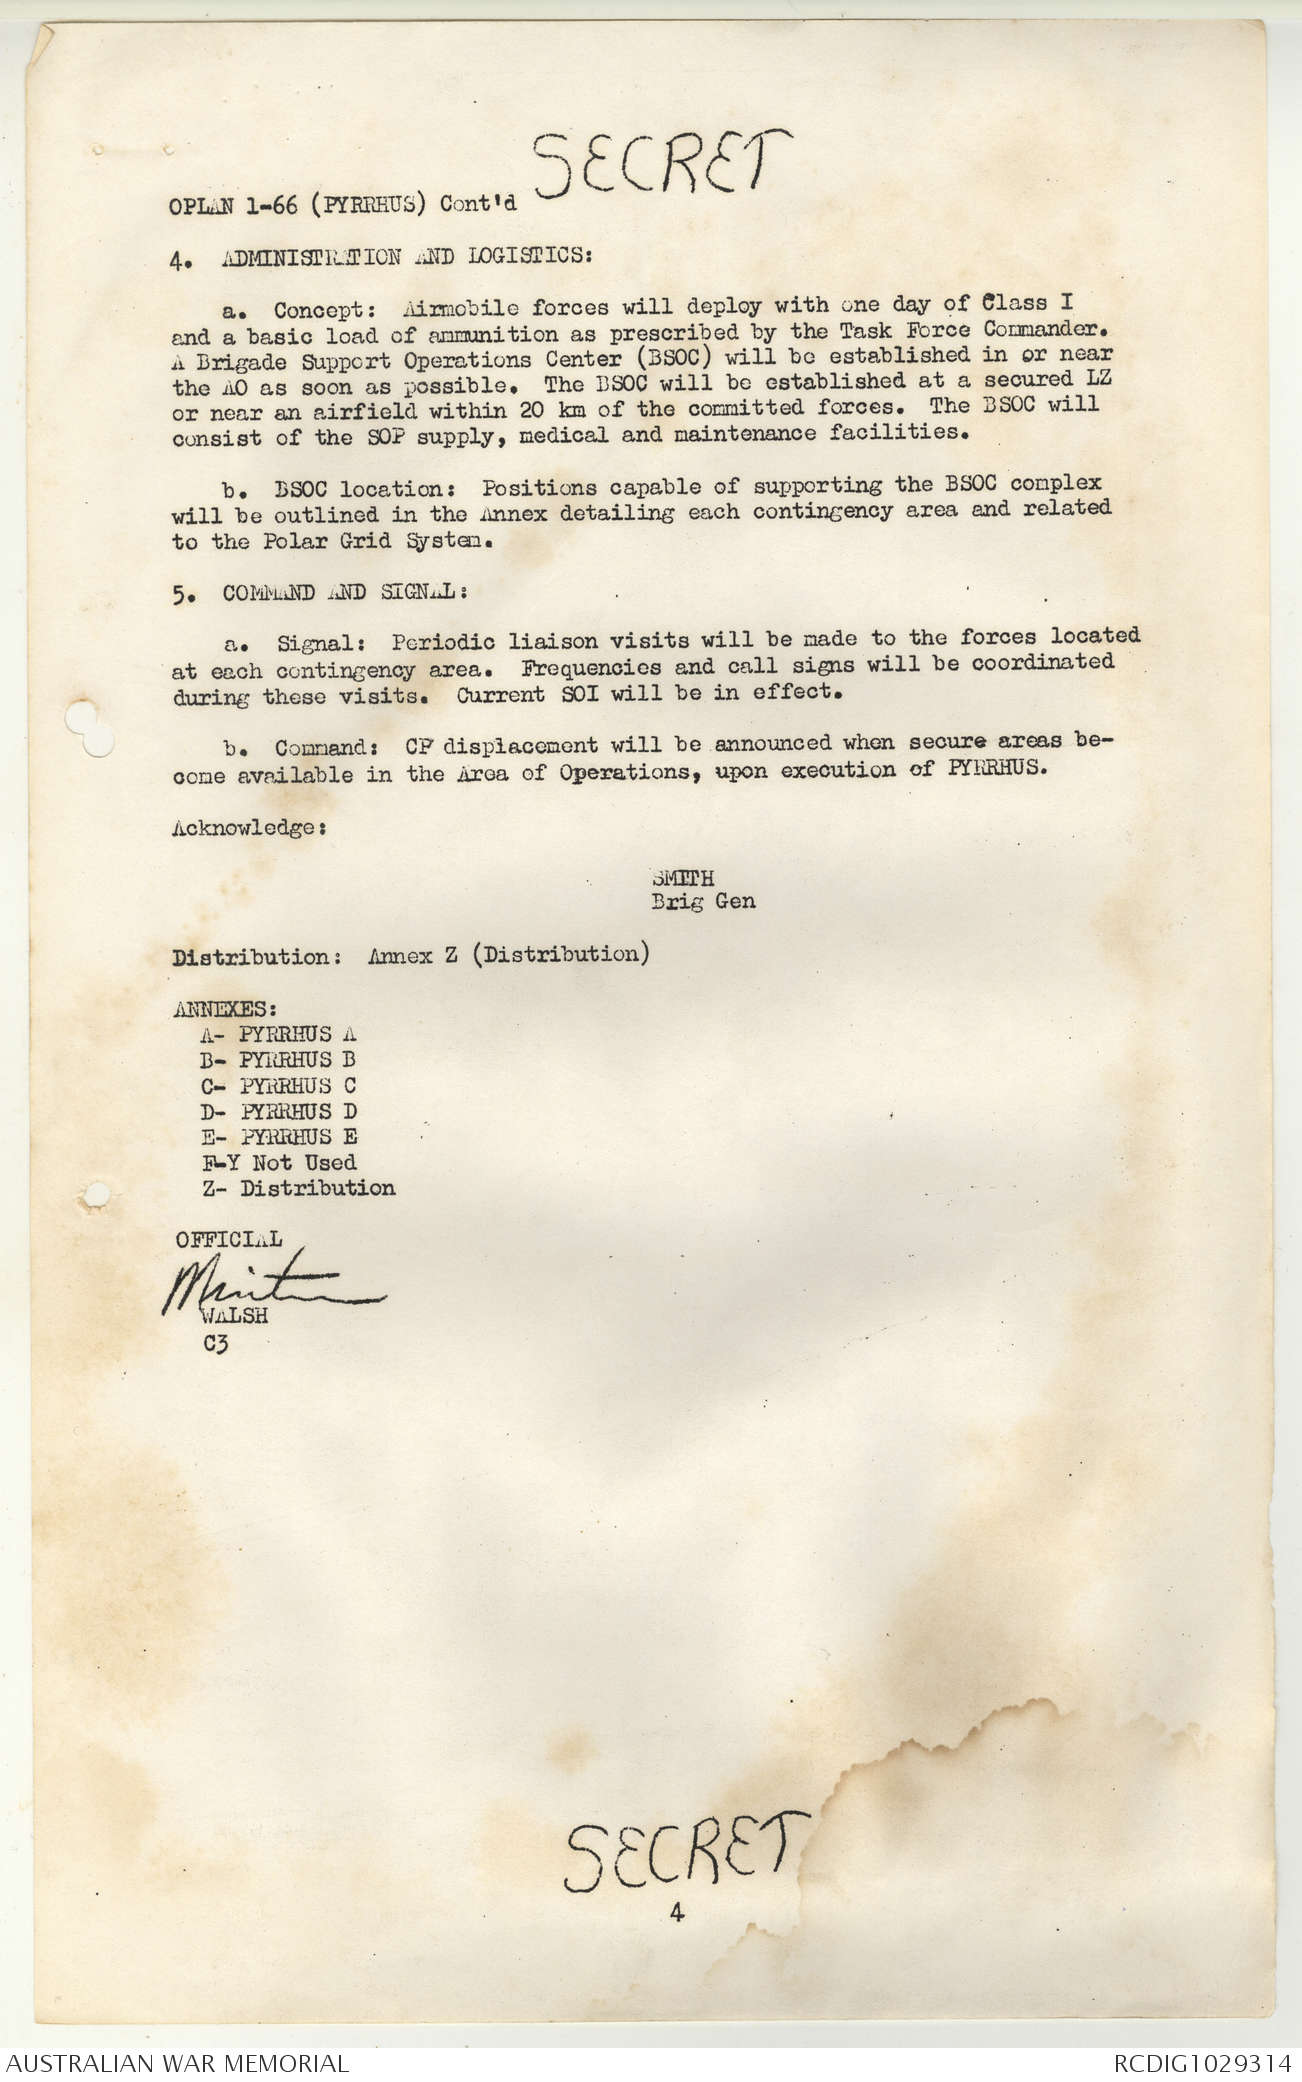 SECRET
OPLAN 1-66 (PYRRHUS) Cont'd
4. ADMINISTRATION AND LOGISTICS:
a. Concept: Airmobile forces will deploy with one day of Class I
and a basic load of ammunition as prescribed by the Task Force Commander.
A Brigade Support Operations Center (BSOC) will be established in or near
the AO as soon as possible. The BSOC will be established at a secured LZ
or near an airfield within 20 km of the committed forces. The BSOC will
consist of the SOP supply, medical and maintenance facilities.
b. BSOC location: Positions capable of supporting the BSOC complex
will be outlined in the Annex detailing each contingency area and related
to the Polar Grid System.
5. COMMAND AND SIGNAL:
a. Signal: Periodic liaison visits will be made to the forces located
at each contingency area. Frequencies and call signs will be coordinated
during these visits. Current SOI will be in effect.
b. Command: CP displacement will be announced when secure areas be-
come available in the Area of Operations, upon execution of PYRRHUS.
Acknowledge:
SMITH
Brig Gen
Distribution: Annex Z (Distribution)
ANNEXES:
A- PYRRHUS A
B- PYRRHUS B
C- PYRRHUS C
D- PYRRHUS D
E- PYRRHUS E
F-Y Not Used
Z- Distribution
OFFICIAL
WALSH
C3
SECRET
4
AUSTRALIAN WAR MEMORIAL
RCDIG1029314